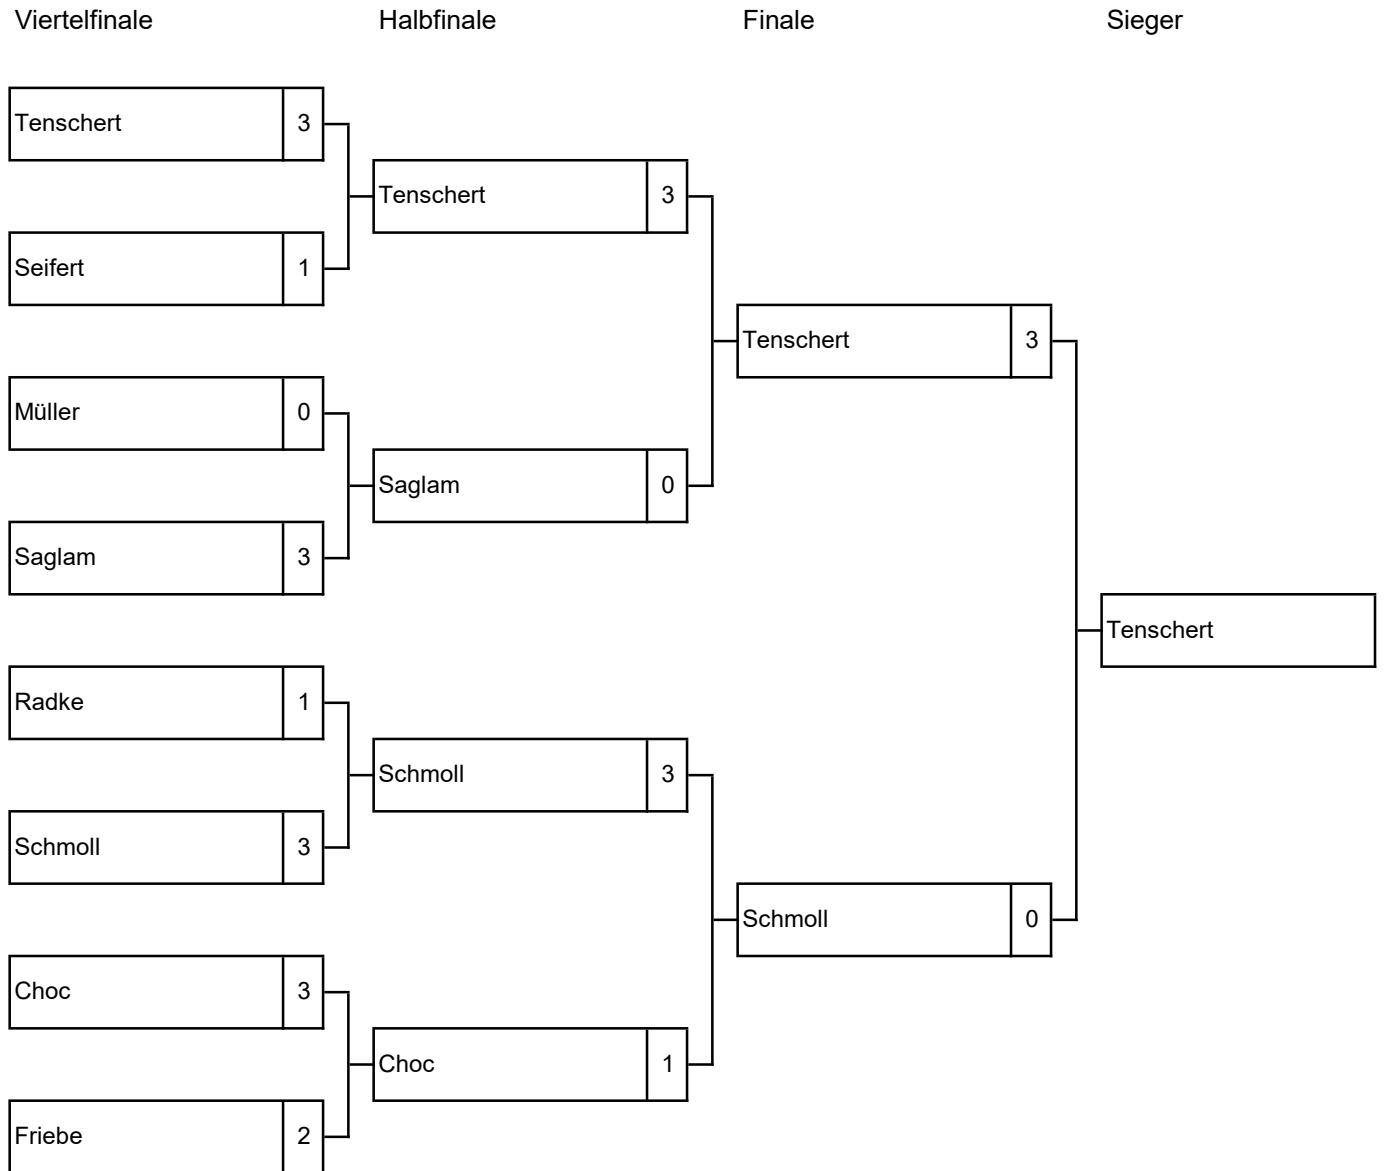 Viertelfinale Halbfinale Finale Sieger
Tenschert 3
Tenschert 3
Seifert 1
Tenschert 3
Müller 0
Saglam 0
Saglam 3
Tenschert
Radke 1
Schmoll 3
Schmoll 3
Schmoll 0
Choc 3
Choc 1
Friebe 2